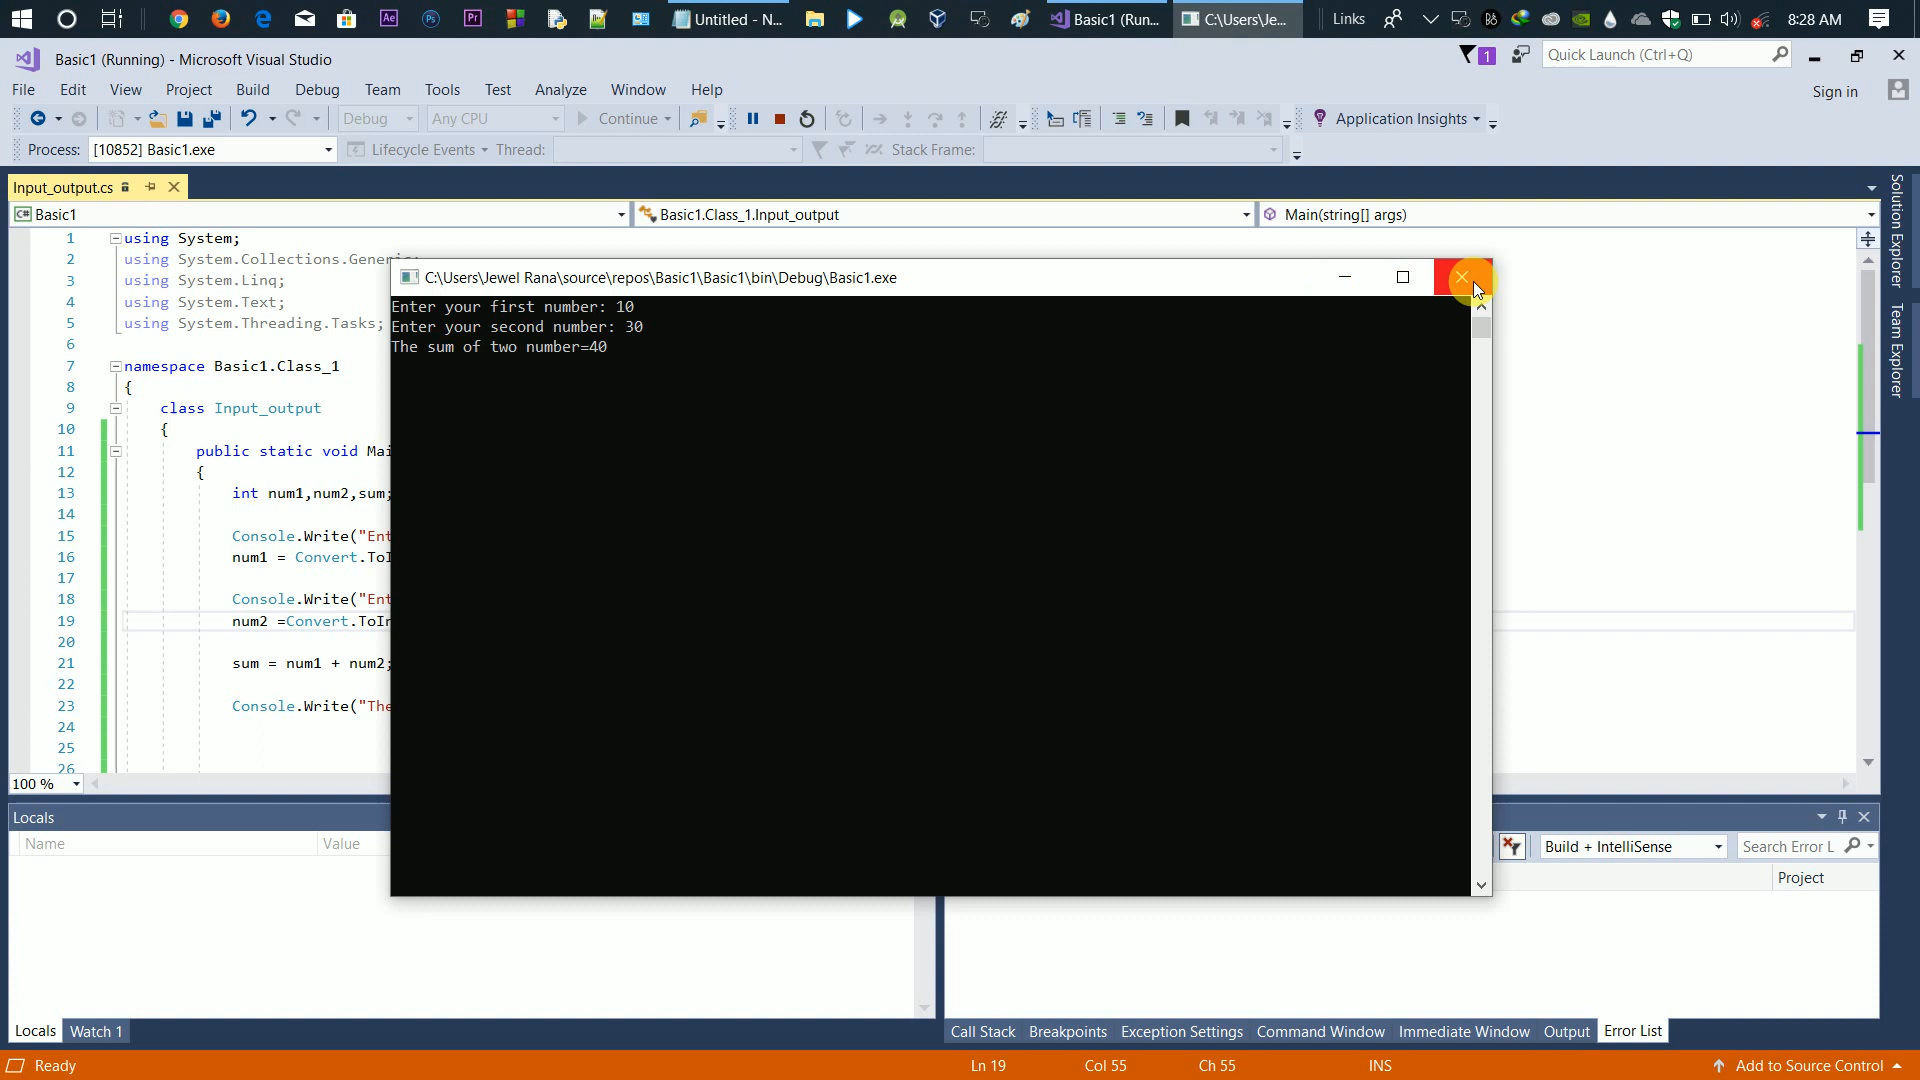 Untitled - N...
Basic1 (Run...
C:\Users\Je...
Links
8:28 AM
Basic1 (Running) - Microsoft Visual Studio
1
Quick Launch (Ctrl+Q)
File Edit View Project Build Debug Team Tools Test Analyze Window Help
Sign in
Debug
Any CPU
Continue
Application Insights
Process: [10852] Basic1.exe
Lifecycle Events
Thread:
Stack Frame:
Input_output.cs
Basic1
Basic1.Class_1.Input_output
Main(string[] args)
Solution Explorer
Team Explorer
1 using System;
2 using System.Collections.Generic;
3 using System.Linq;
4 using System.Text;
5 using System.Threading.Tasks;
6
7 namespace Basic1.Class_1
8 {
9 class Input_output
10 {
11 public static void Mai
12 {
13 int num1,num2,sum;
14
15 Console.Write("Ent
16 num1 = Convert.ToI
17
18 Console.Write("Ent
19 num2 =Convert.ToIn
20
21 sum = num1 + num2;
22
23 Console.Write("The
24
25
26
C:\Users\Jewel Rana\source\repos\Basic1\Basic1\bin\Debug\Basic1.exe
Enter your first number: 10
Enter your second number: 30
The sum of two number=40
100 %
Locals
Name
Value
Build + IntelliSense
Search Error L
Project
Locals
Watch 1
Call Stack
Breakpoints
Exception Settings
Command Window
Immediate Window
Output
Error List
Ready
Ln 19
Col 55
Ch 55
INS
Add to Source Control